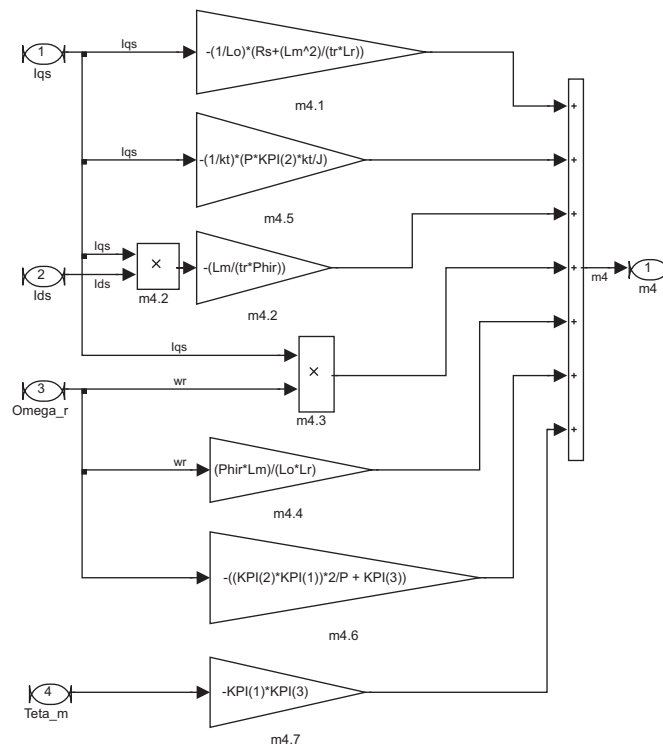 Iqs
1
-(1/Lo)*(Rs+(Lm^2)/(tr*Lr))
Iqs
m4.1
+
Iqs
-(1/kt)*(P*KPI(2)*kt/J)
+
m4.5
+
Iqs
2
×
-(Lm/(tr*Phir))
+
1
Ids
Ids
m4
m4.2
m4.2
m4
Iqs
+
×
3
wr
+
Omega_r
m4.3
+
wr
(Phir*Lm)/(Lo*Lr)
m4.4
-((KPI(2)*KPI(1))*2/P + KPI(3))
m4.6
4
-KPI(1)*KPI(3)
Teta_m
m4.7